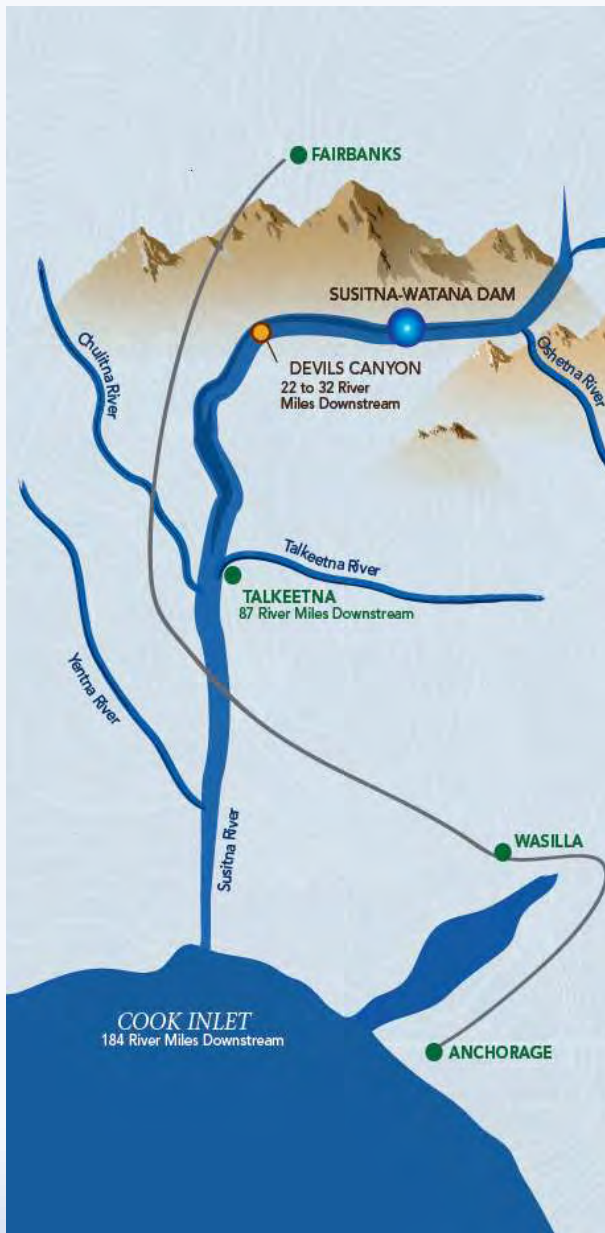 FAIRBANKS
SUSITNA-WATANA DAM
Chulitna River
DEVILS CANYON
22 to 32 River
Miles Downstream
Oshetna River
Talkeetna River
TALKEETNA
87 River Miles Downstream
Yentna River
Susitna River
WASILLA
COOK INLET
184 River Miles Downstream
ANCHORAGE